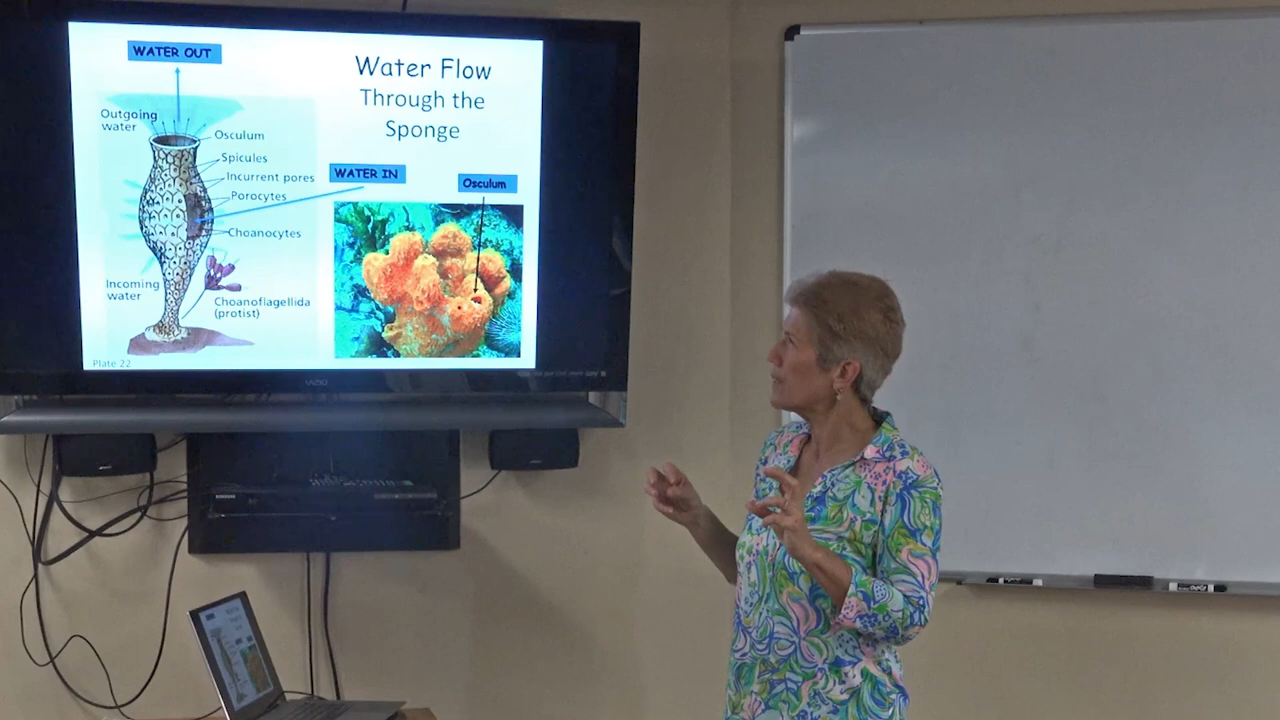 WATER OUT
Water Flow
Through the
Sponge
Outgoing
water
Osculum
Spicules
Incurrent pores
Porocytes
Choanocytes
WATER IN
Osculum
Incoming
water
Choanoflagellida
(protist)
Plate 22
VIZIO